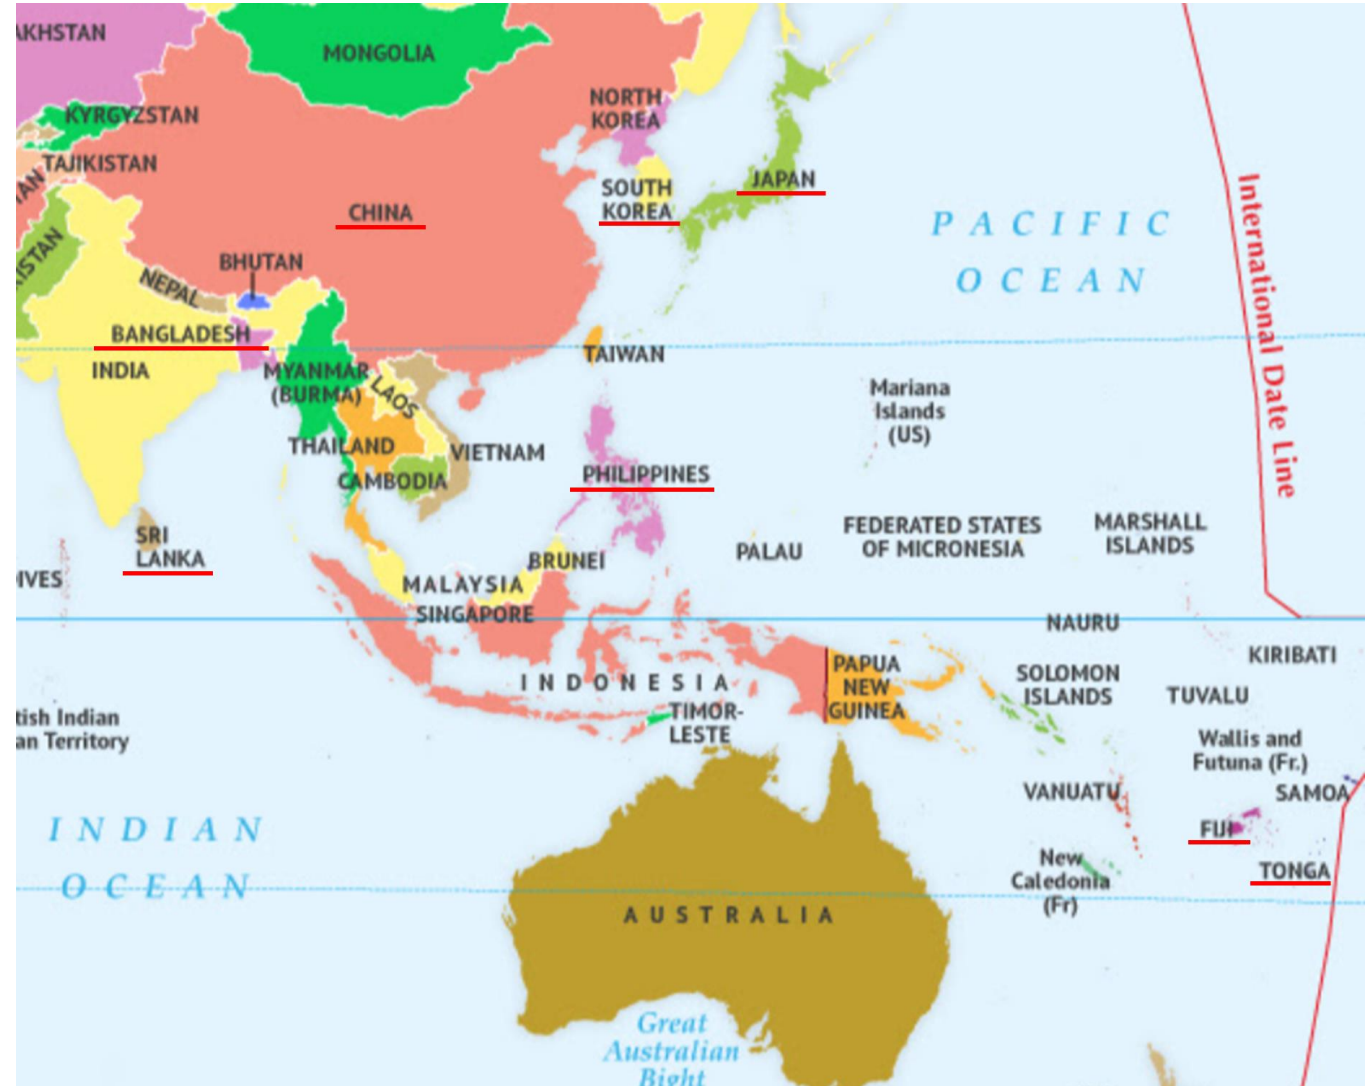 AKHSTAN
MONGOLIA
KYRGYZSTAN
TAJIKISTAN
TAN
ISTAN
NORTH
KOREA
SOUTH
KOREA
JAPAN
CHINA
PACIFIC
OCEAN
International Date Line
BHUTAN
NEPAL
BANGLADESH
INDIA
MYANMAR
(BURMA)
LAOS
TAIWAN
THAILAND
VIETNAM
CAMBODIA
PHILIPPINES
Mariana
Islands
(US)
SRI
LANKA
IVES
BRUNEI
MALAYSIA
SINGAPORE
PALAU
FEDERATED STATES
OF MICRONESIA
MARSHALL
ISLANDS
NAURU
KIRIBATI
INDONESIA
PAPUA
NEW
GUINEA
SOLOMON
ISLANDS
TUVALU
TIMOR-
LESTE
tish Indian
an Territory
Wallis and
Futuna (Fr.)
VANUATU
SAMOA
FIJI
INDIAN
OCEAN
New
Caledonia
(Fr)
TONGA
AUSTRALIA
Great
Australian
Bight